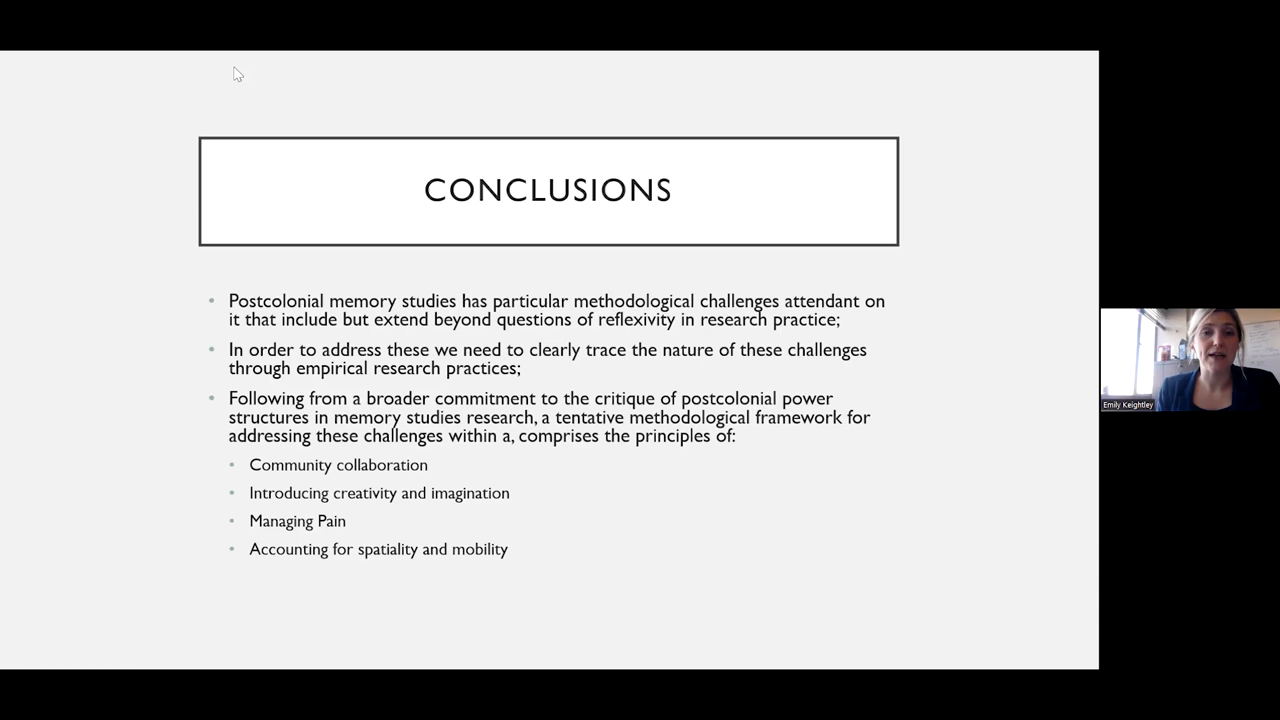 CONCLUSIONS
• Postcolonial memory studies has particular methodological challenges attendant on
it that include but extend beyond questions of reflexivity in research practice;
• In order to address these we need to clearly trace the nature of these challenges
through empirical research practices;
• Following from a broader commitment to the critique of postcolonial power
structures in memory studies research, a tentative methodological framework for
addressing these challenges within a, comprises the principles of:
• Community collaboration
• Introducing creativity and imagination
• Managing Pain
• Accounting for spatiality and mobility
Emily Keightley